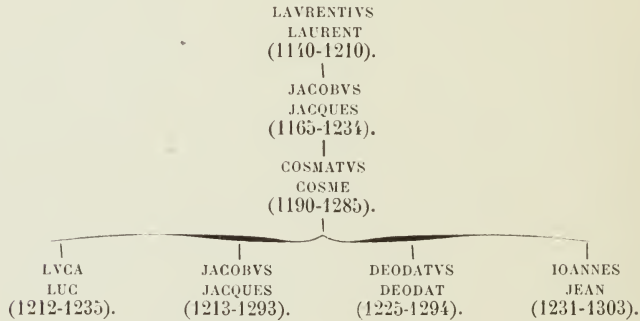 LAVRENTIVS
LAURENT
(1140-1210).
JACOBVS
JACQUES
(1165-1234).
COSMATVS
COSME
(1190-1285).
LVCA
LUC
(1212-1235).
JACOBVS
JACQUES
(1213-1293).
DEODATVS
DEODAT
(1225-1294).
IOANNES
JEAN
(1231-1303).